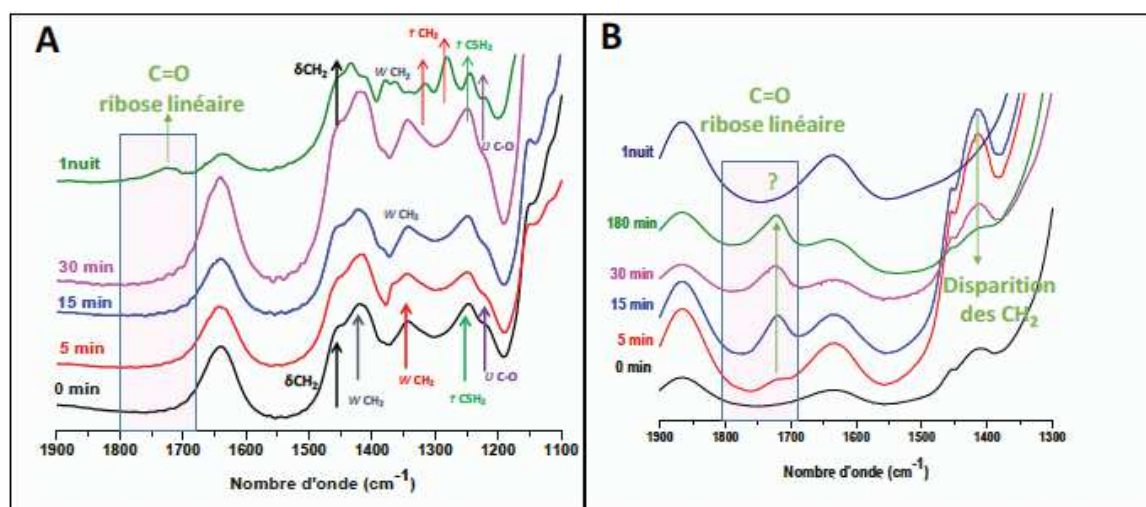 A
C=O
ribose linéaire
δCH₂
W CH₂
τ CH₂
τ CSH₂
υ C-O
1nuit
W CH₂
30 min
15 min
5 min
0 min
δCH₂
W CH₂
W CH₂
τ CSH₂
υ C-O
1900 1800 1700 1600 1500 1400 1300 1200 1100
Nombre d'onde (cm⁻¹)
B
C=O
ribose linéaire
1nuit
?
180 min
30 min
15 min
5 min
0 min
Disparition
des CH₂
1900 1800 1700 1600 1500 1400 1300
Nombre d'onde (cm⁻¹)